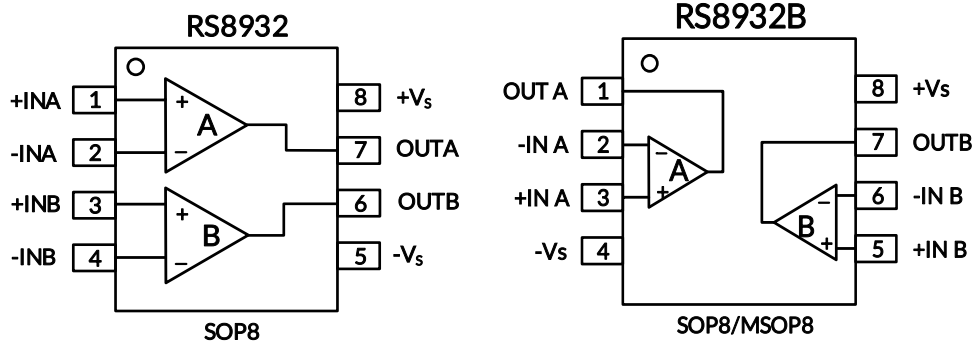 RS8932
+INA 1
-INA 2
+INB 3
-INB 4
8 +Vs
7 OUTA
6 OUTB
5 -Vs
+
A
−
+
B
−
SOP8
RS8932B
OUT A 1
-IN A 2
+IN A 3
-Vs 4
8 +Vs
7 OUTB
6 -IN B
5 +IN B
−
A
+
−
B
+
SOP8/MSOP8